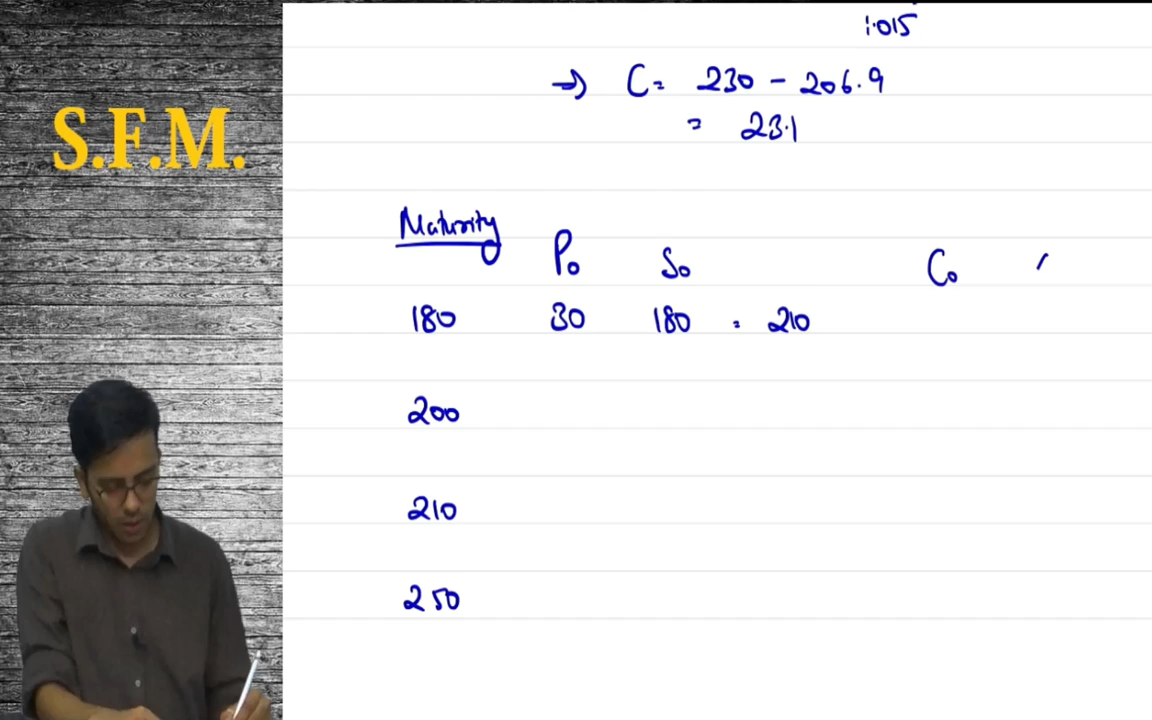 1.015
S.F.M.
⇒ C = 230 - 206.9
= 23.1
Maturity
P₀ S₀ C₀
180 30 180 = 210
200
210
250